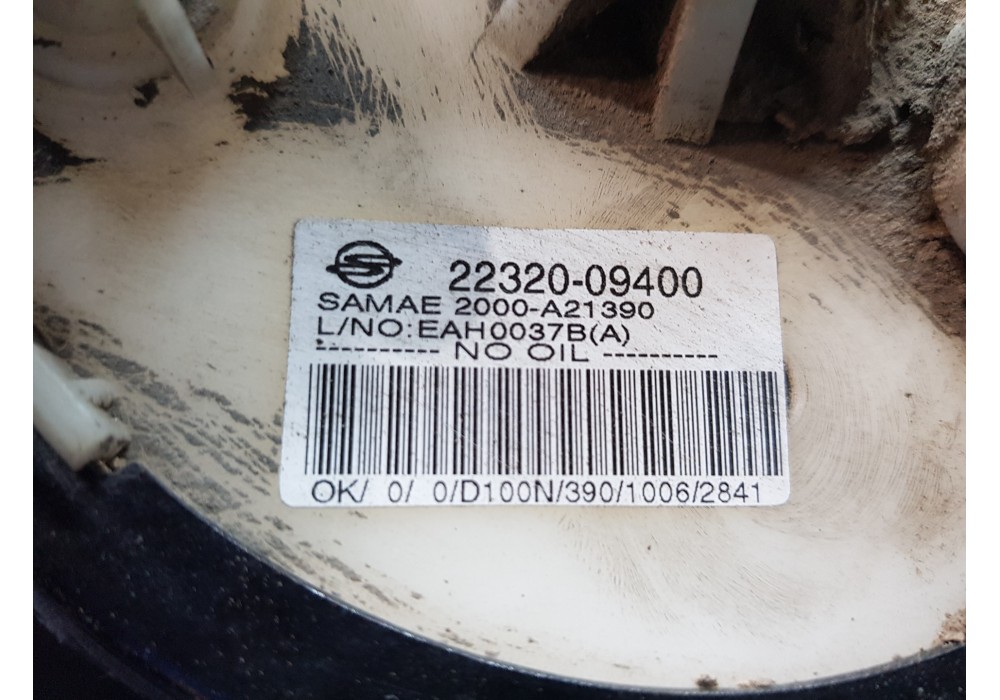 22320-09400
SAMAE 2000-A21390
L/NO:EAH0037B(A)
----------- NO OIL -----------
OK/ 0/ 0/D100N/390/1006/2841